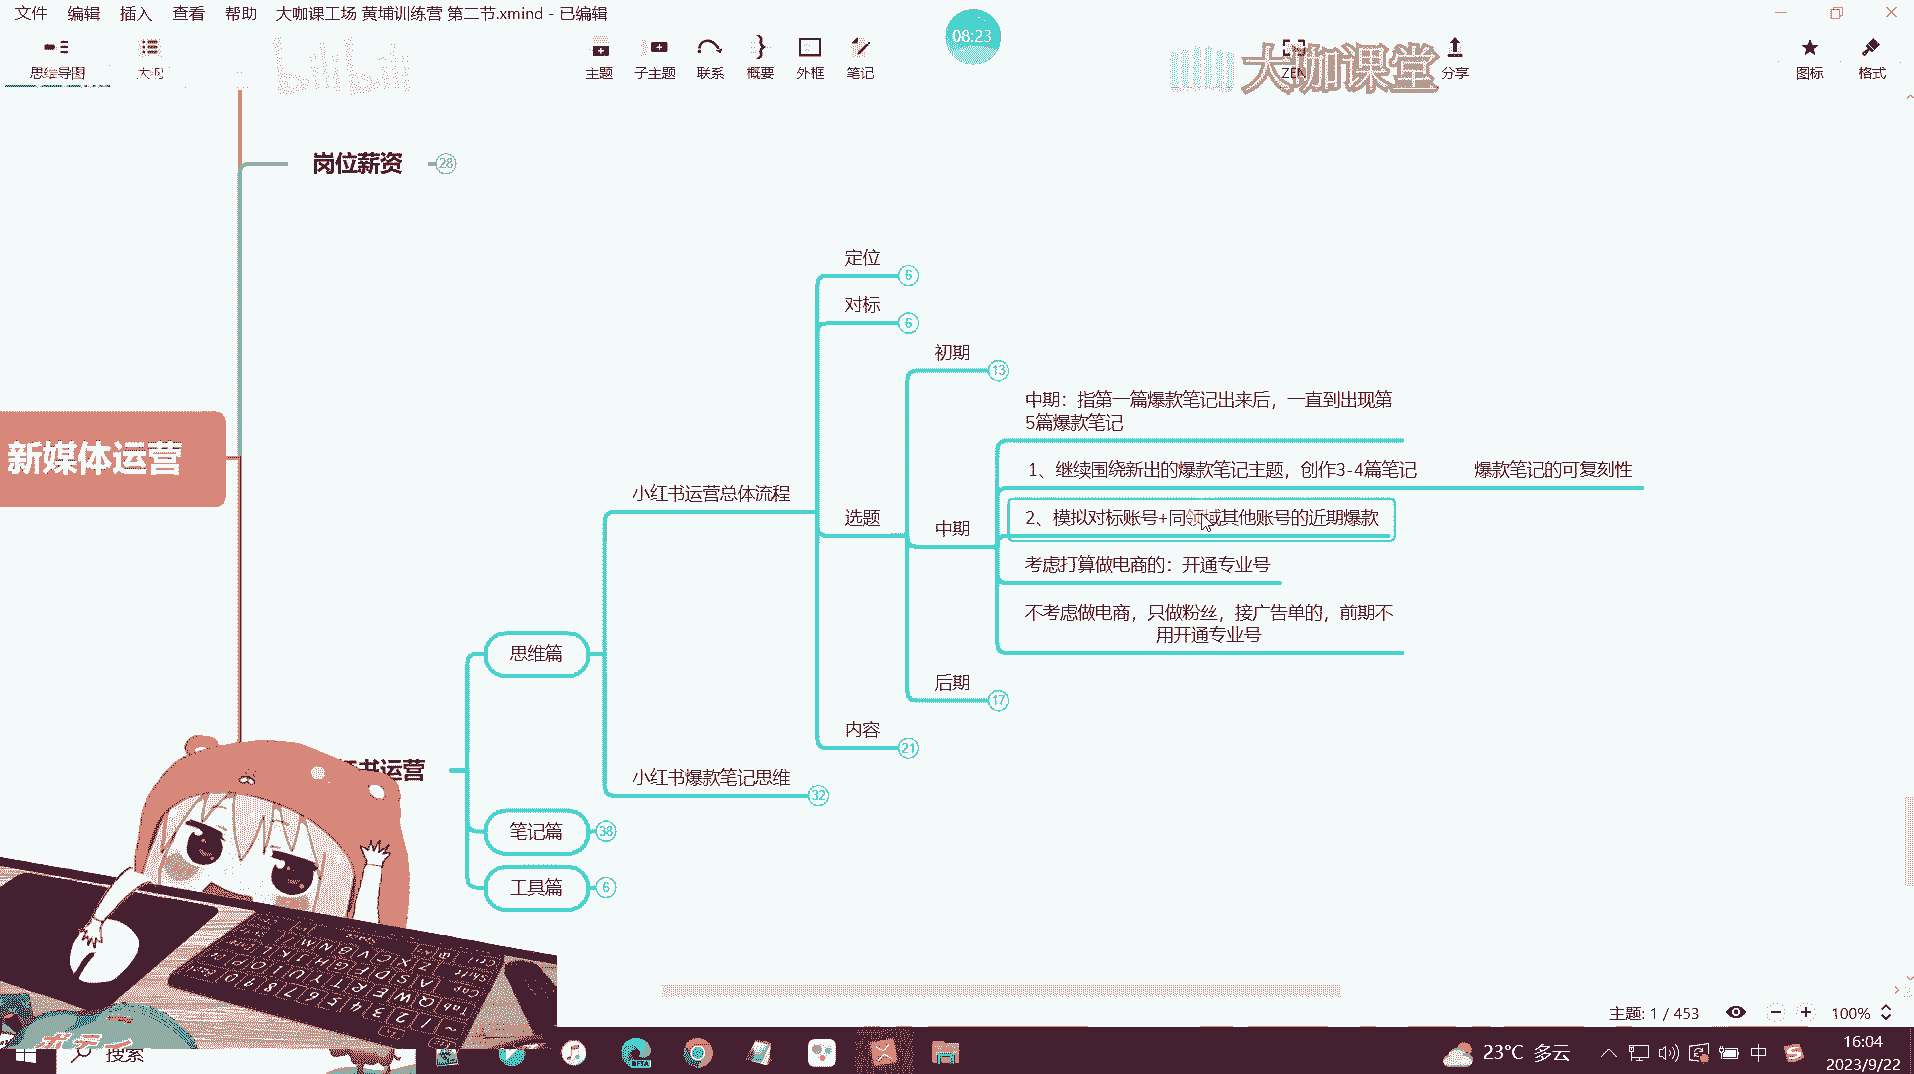 文件 编辑 插入 查看 帮助 大咖课工场 黄埔训练营 第二节.xmind - 已编辑
08:23
思维导图
bilibili
主题 子主题 联系 概要 外框 笔记
ZEN
大咖课堂
分享
图标 格式
岗位薪资 28
定位 6
对标 6
初期 13
中期：指第一篇爆款笔记出来后，一直到出现第
5篇爆款笔记
1、继续围绕新出的爆款笔记主题，创作3-4篇笔记 爆款笔记的可复刻性
新媒体运营
小红书运营总体流程
选题
中期
2、模拟对标账号+同领域其他账号的近期爆款
考虑打算做电商的：开通专业号
不考虑做电商，只做粉丝，接广告单的，前期不
用开通专业号
思维篇
后期 17
内容 21
书运营
小红书爆款笔记思维 32
笔记篇 38
工具篇 6
主题: 1 / 453
100%
搜索
BETA
23°C 多云
中
16:04
2023/9/22